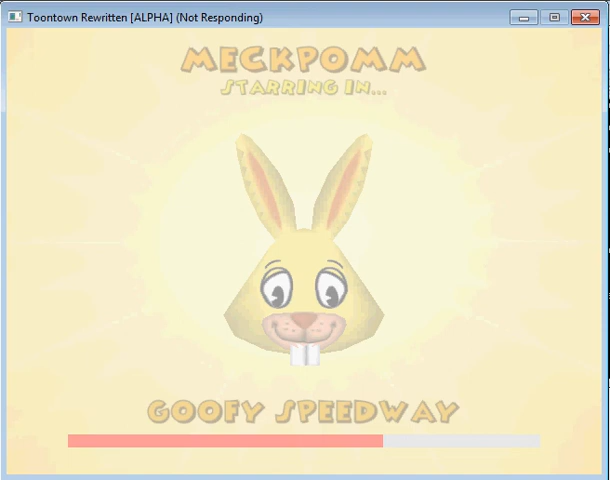 Toontown Rewritten [ALPHA] (Not Responding)
MECKPOMM
STARRING IN...
GOOFY SPEEDWAY